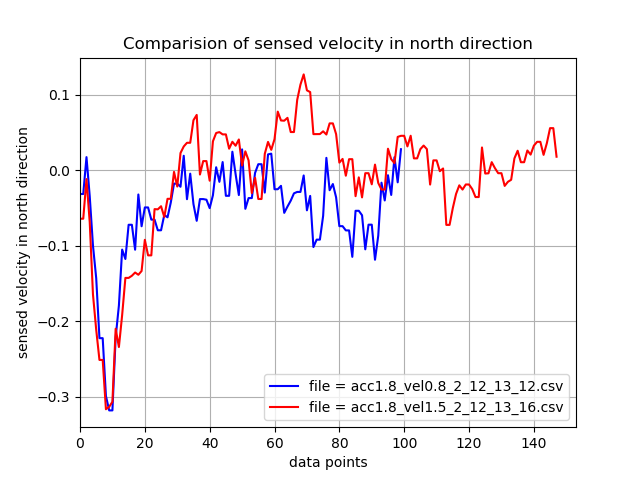 Comparision of sensed velocity in north direction
sensed velocity in north direction
0.1
0.0
−0.1
−0.2
−0.3
file = acc1.8_vel0.8_2_12_13_12.csv
file = acc1.8_vel1.5_2_12_13_16.csv
0 20 40 60 80 100 120 140
data points